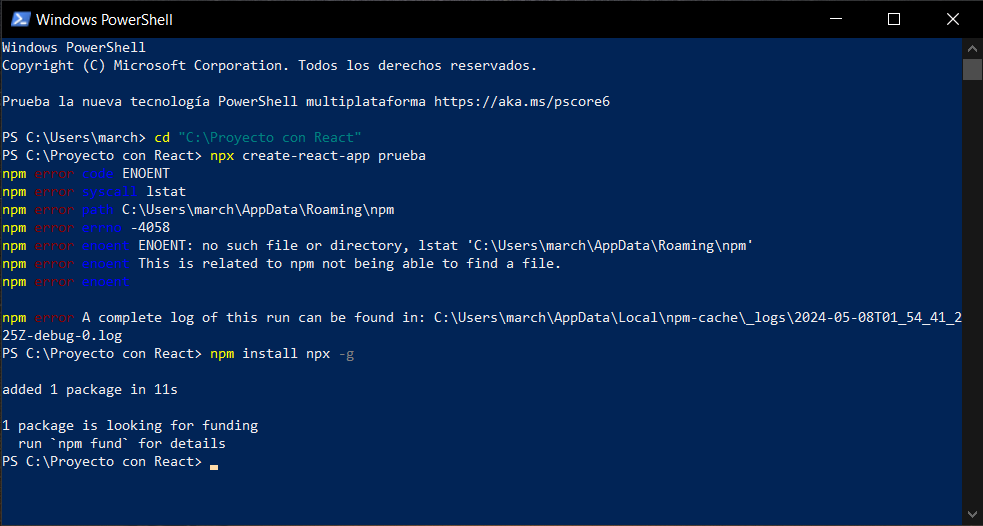 Windows PowerShell
Windows PowerShell
Copyright (C) Microsoft Corporation. Todos los derechos reservados.
Prueba la nueva tecnología PowerShell multiplataforma https://aka.ms/pscore6
PS C:\Users\march> cd "C:\Proyecto con React"
PS C:\Proyecto con React> npx create-react-app prueba
npm error code ENOENT
npm error syscall lstat
npm error path C:\Users\march\AppData\Roaming\npm
npm error errno -4058
npm error enoent ENOENT: no such file or directory, lstat 'C:\Users\march\AppData\Roaming\npm'
npm error enoent This is related to npm not being able to find a file.
npm error enoent
npm error A complete log of this run can be found in: C:\Users\march\AppData\Local\npm-cache\_logs\2024-05-08T01_54_41_2
25Z-debug-0.log
PS C:\Proyecto con React> npm install npx -g
added 1 package in 11s
1 package is looking for funding
run `npm fund` for details
PS C:\Proyecto con React>